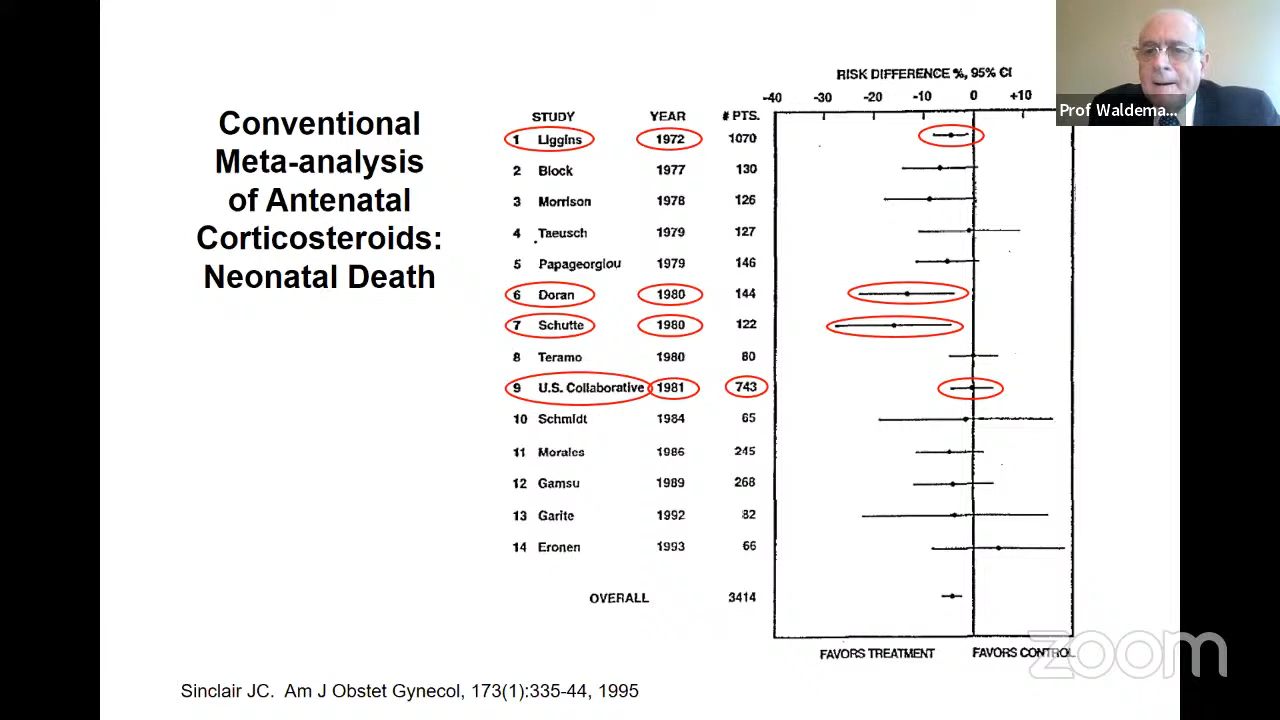 Conventional
Meta-analysis
of Antenatal
Corticosteroids:
Neonatal Death
RISK DIFFERENCE %, 95% CI
-40 -30 -20 -10 0 +10
STUDY YEAR # PTS.
1 Liggins 1972 1070
2 Block 1977 130
3 Morrison 1978 126
4 Taeusch 1979 127
5 Papageorgiou 1979 146
6 Doran 1980 144
7 Schutte 1980 122
8 Teramo 1980 80
9 U.S. Collaborative 1981 743
10 Schmidt 1984 65
11 Morales 1986 245
12 Gamsu 1989 268
13 Garite 1992 82
14 Eronen 1993 66
OVERALL 3414
FAVORS TREATMENT FAVORS CONTROL
Sinclair JC. Am J Obstet Gynecol, 173(1):335-44, 1995
Prof Waldema...
zoom